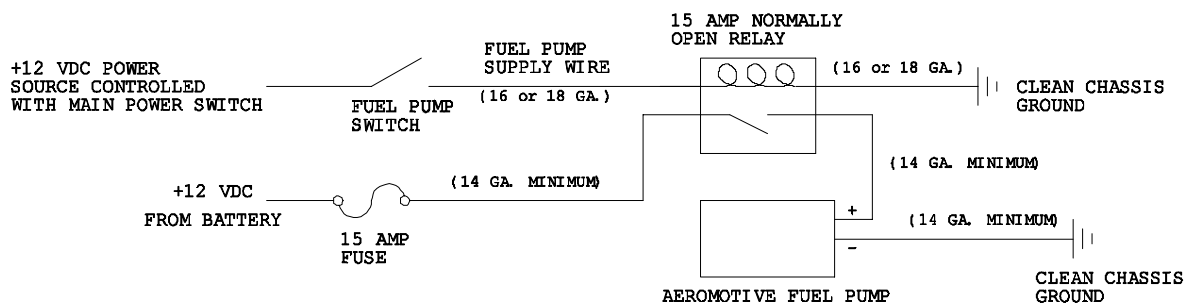 15 AMP NORMALLY
OPEN RELAY
FUEL PUMP
SUPPLY WIRE
+12 VDC POWER
SOURCE CONTROLLED
WITH MAIN POWER SWITCH
(16 or 18 GA.)
(16 or 18 GA.)
CLEAN CHASSIS
GROUND
FUEL PUMP
SWITCH
(14 GA. MINIMUM)
+12 VDC
FROM BATTERY
(14 GA. MINIMUM)
15 AMP
FUSE
+
(14 GA. MINIMUM)
-
CLEAN CHASSIS
GROUND
AEROMOTIVE FUEL PUMP